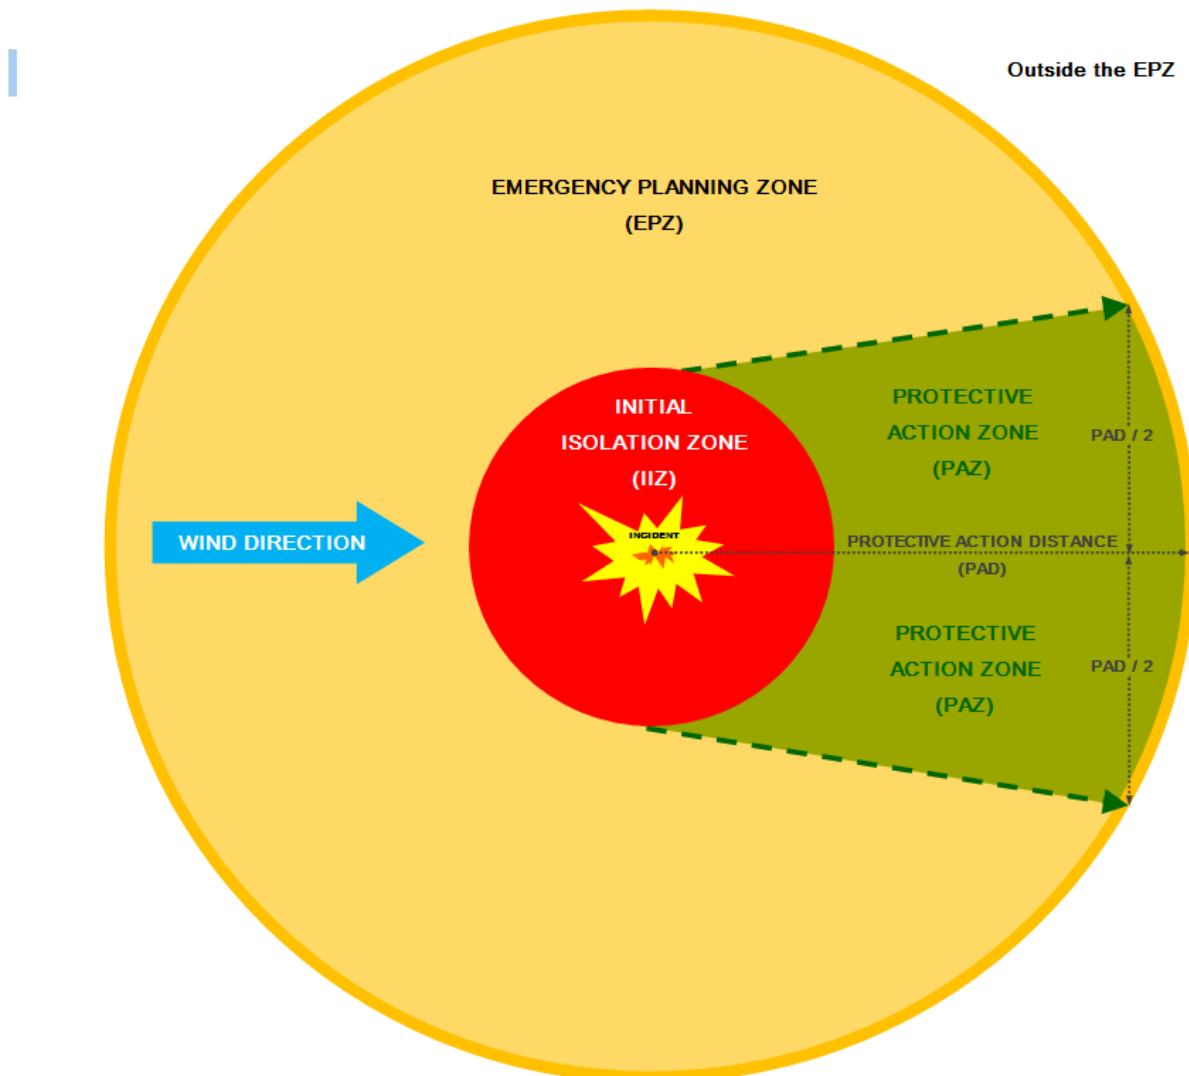 Outside the EPZ
EMERGENCY PLANNING ZONE
(EPZ)
INITIAL
ISOLATION ZONE
(IIZ)
INCIDENT
WIND DIRECTION
PROTECTIVE
ACTION ZONE
(PAZ)
PAD / 2
PROTECTIVE ACTION DISTANCE
(PAD)
PROTECTIVE
ACTION ZONE
(PAZ)
PAD / 2